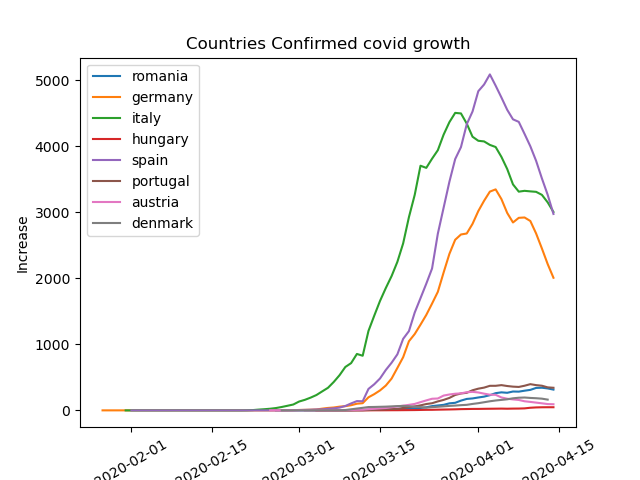 Countries Confirmed covid growth
romania
germany
italy
hungary
spain
portugal
austria
denmark
Increase
5000
4000
3000
2000
1000
0
2020-02-01
2020-02-15
2020-03-01
2020-03-15
2020-04-01
2020-04-15